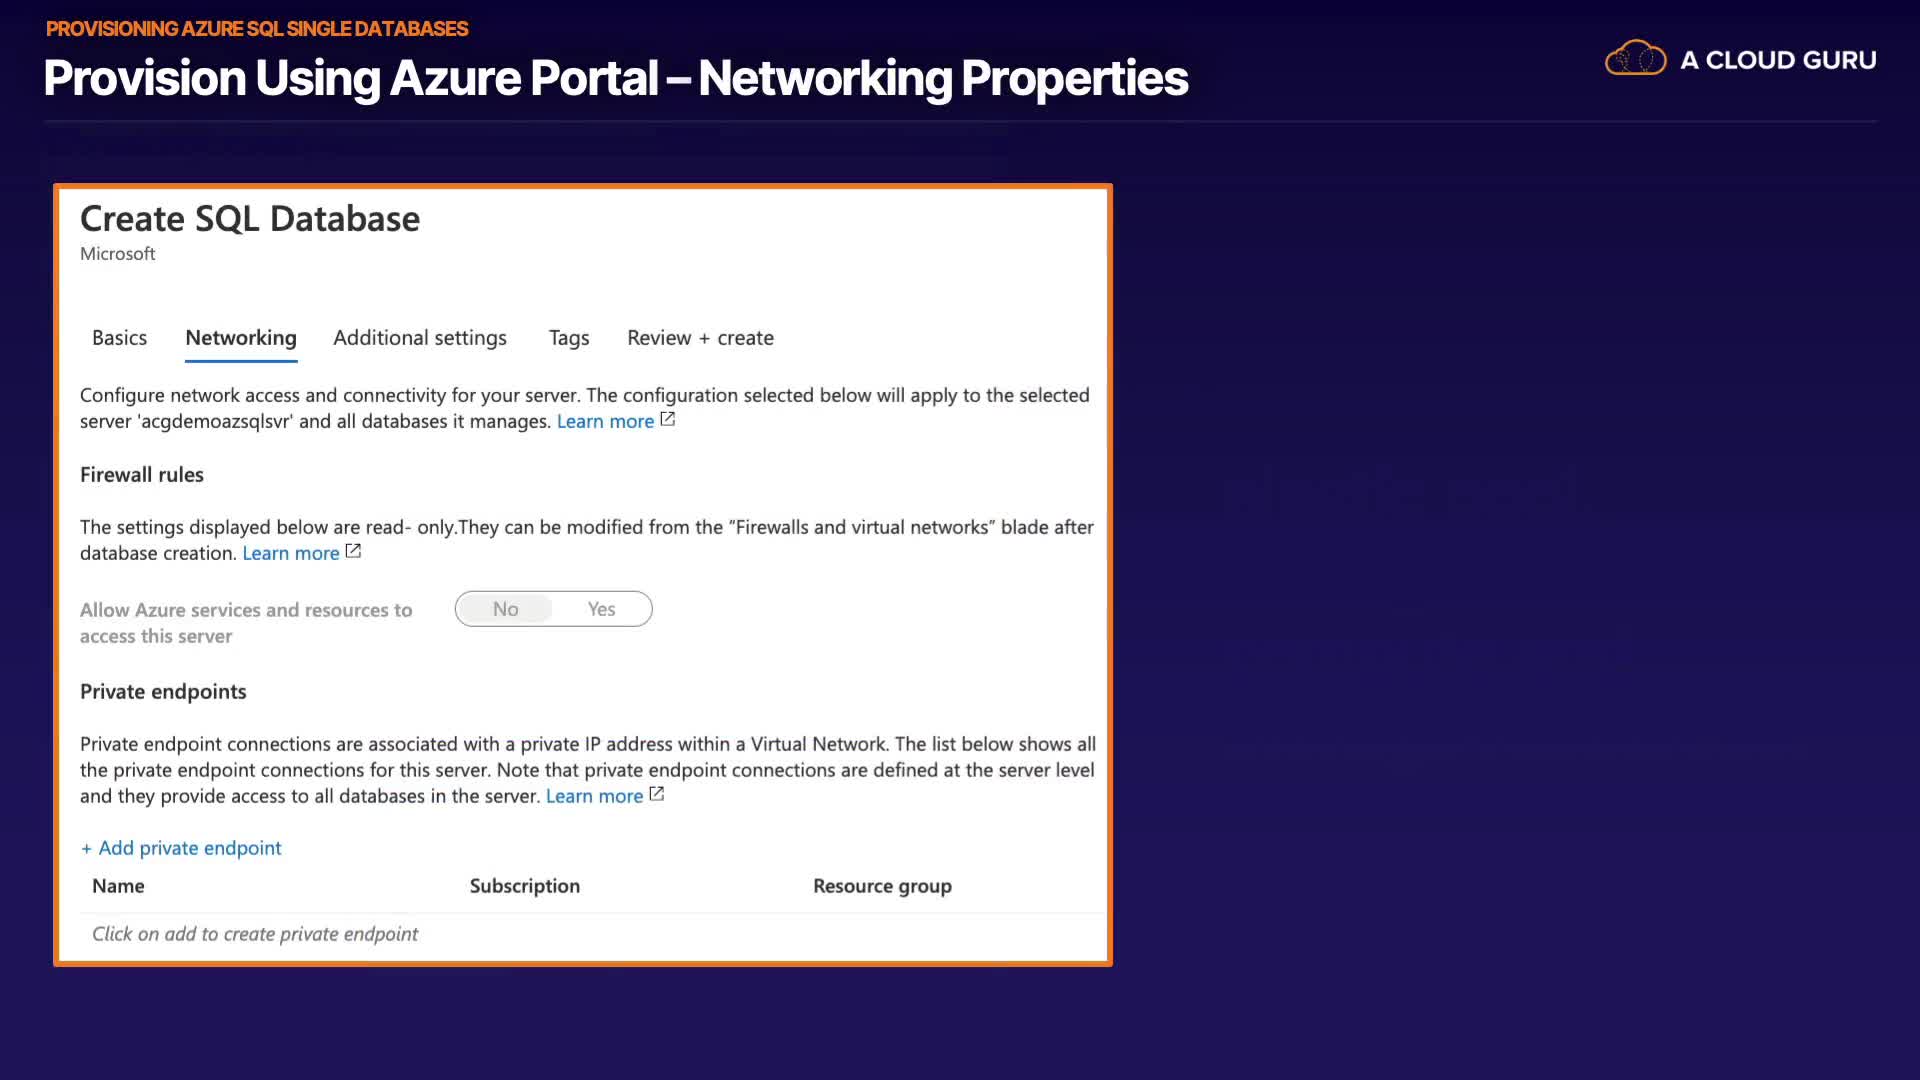 PROVISIONING AZURE SQL SINGLE DATABASES
Provision Using Azure Portal – Networking Properties
A CLOUD GURU
Create SQL Database
Microsoft
Basics Networking Additional settings Tags Review + create
Configure network access and connectivity for your server. The configuration selected below will apply to the selected
server 'acgdemoazsqlsvr' and all databases it manages. Learn more
Firewall rules
The settings displayed below are read- only.They can be modified from the “Firewalls and virtual networks” blade after
database creation. Learn more
Allow Azure services and resources to
access this server
No Yes
Private endpoints
Private endpoint connections are associated with a private IP address within a Virtual Network. The list below shows all
the private endpoint connections for this server. Note that private endpoint connections are defined at the server level
and they provide access to all databases in the server. Learn more
+ Add private endpoint
Name Subscription Resource group
Click on add to create private endpoint